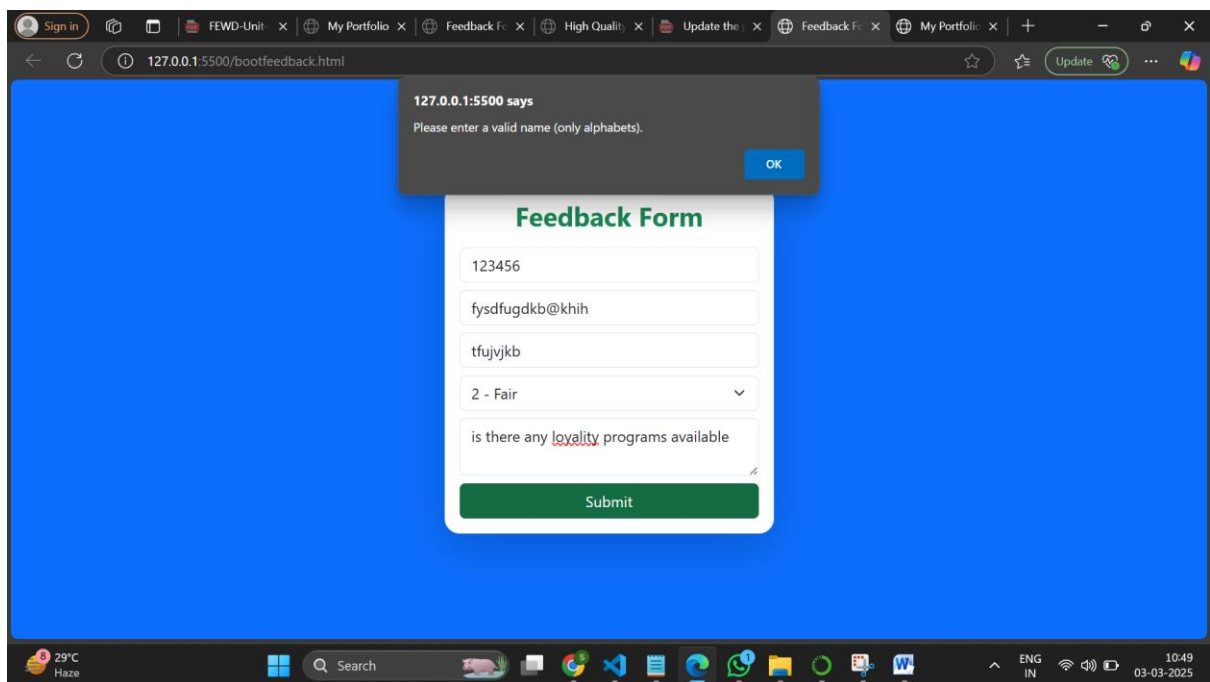 Sign in
FEWD-Unit-
My Portfolio
Feedback Fo
High Quality
Update the
Feedback Fo
My Portfolio
127.0.0.1:5500/bootfeedback.html
Update
127.0.0.1:5500 says
Please enter a valid name (only alphabets).
OK
Feedback Form
123456
fysdfugdkb@khih
tfujvjkb
2 - Fair
is there any loyality programs available
Submit
8
29°C
Haze
Search
S
W
ENG
IN
10:49
03-03-2025